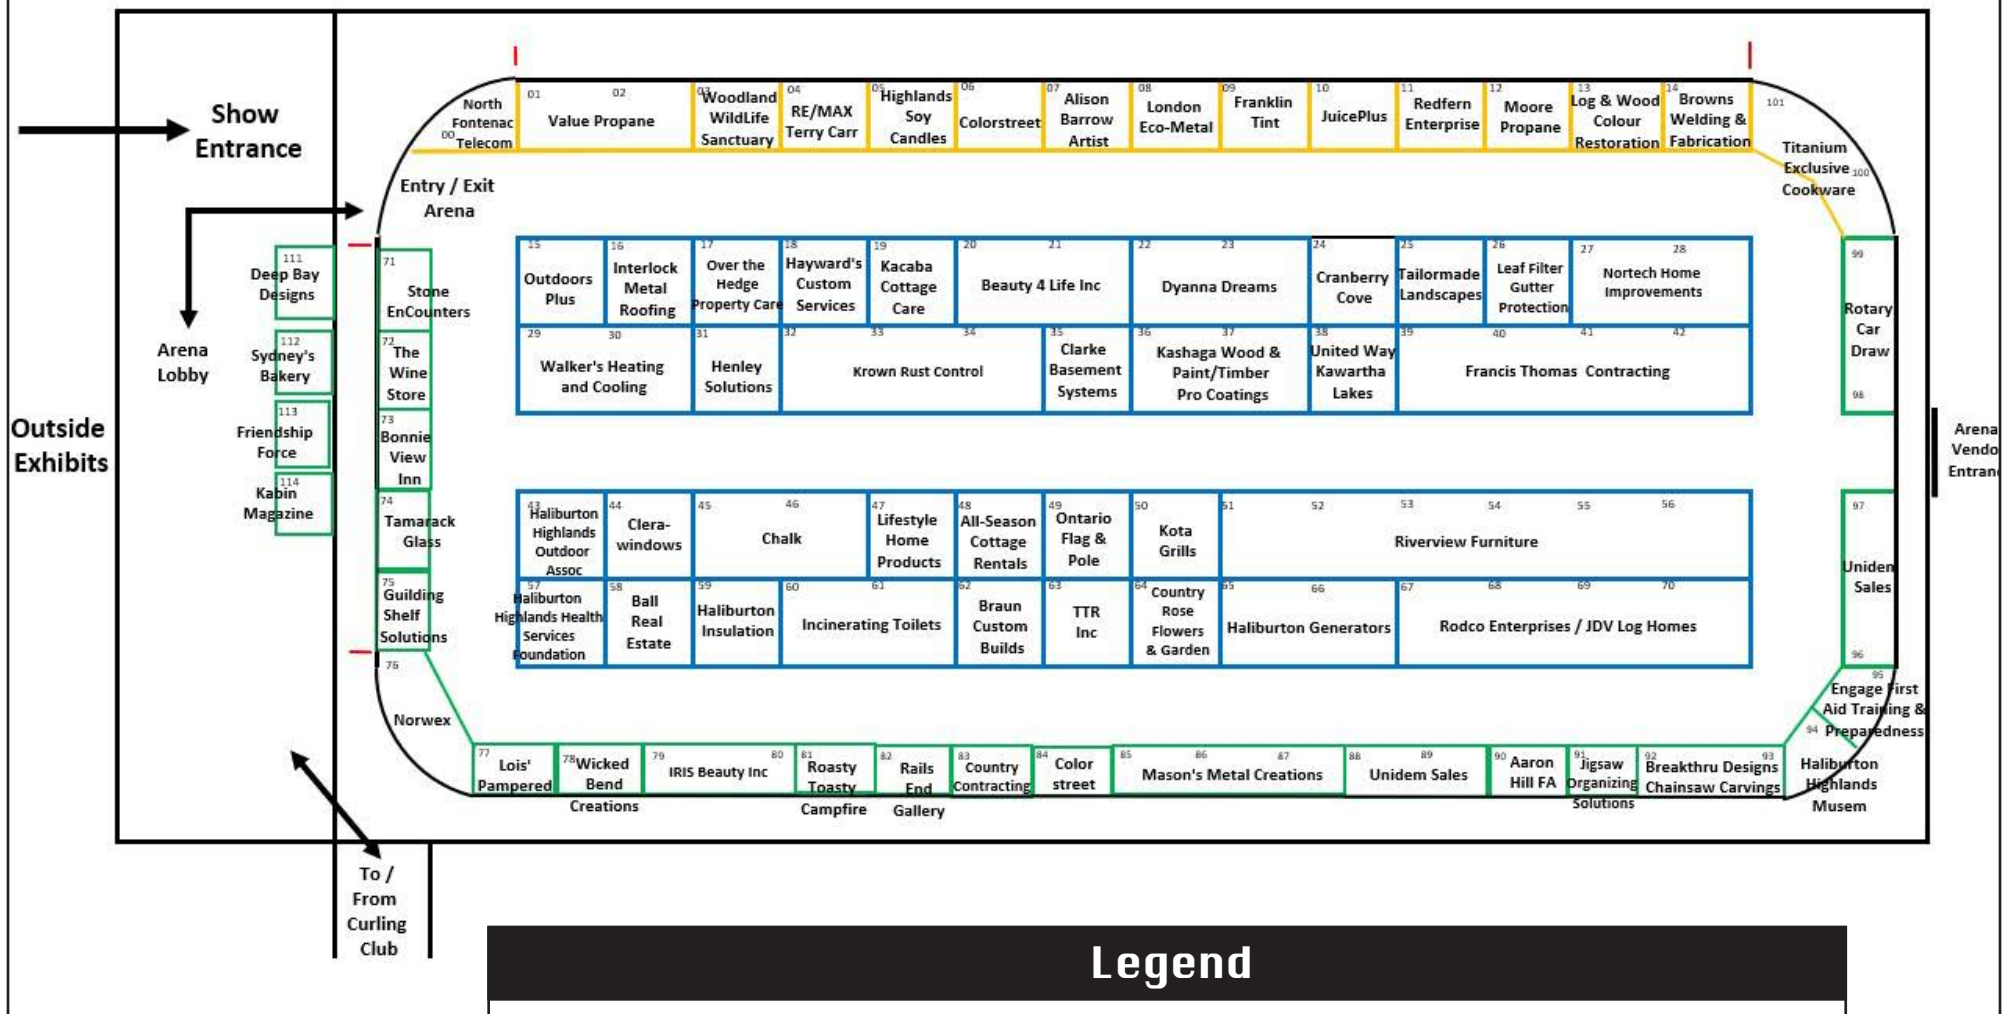 Show
Entrance
Entry / Exit
Arena
Arena
Lobby
Outside
Exhibits
111
Deep Bay
Designs
112
Sydney's
Bakery
113
Friendship
Force
114
Kabin
Magazine
To /
From
Curling
Club
00
North
Fontenac
Telecom
01 02
Value Propane
03
Woodland
WildLife
Sanctuary
04
RE/MAX
Terry Carr
05
Highlands
Soy
Candles
06
Colorstreet
07
Alison
Barrow
Artist
08
London
Eco-Metal
09
Franklin
Tint
10
JuicePlus
11
Redfern
Enterprise
12
Moore
Propane
13
Log & Wood
Colour
Restoration
14
Browns
Welding &
Fabrication
101
Titanium
Exclusive
100
Cookware
15
Outdoors
Plus
16
Interlock
Metal
Roofing
17
Over the
Hedge
Property Care
18
Hayward's
Custom
Services
19
Kacaba
Cottage
Care
20 21
Beauty 4 Life Inc
22 23
Dyanna Dreams
24
Cranberry
Cove
25
Tailormade
Landscapes
26
Leaf Filter
Gutter
Protection
27 28
Nortech Home
Improvements
29 30
Walker's Heating
and Cooling
31
Henley
Solutions
32 33 34
Krown Rust Control
35
Clarke
Basement
Systems
36 37
Kashaga Wood &
Paint/Timber
Pro Coatings
38
United Way
Kawartha
Lakes
39 40 41 42
Francis Thomas Contracting
43
Haliburton
Highlands
Outdoor
Assoc
44
Clera-
windows
45 46
Chalk
47
Lifestyle
Home
Products
48
All-Season
Cottage
Rentals
49
Ontario
Flag &
Pole
50
Kota
Grills
51 52 53 54 55 56
Riverview Furniture
57
Haliburton
Highlands Health
Services
Foundation
58
Ball
Real
Estate
59
Haliburton
Insulation
60 61
Incinerating Toilets
62
Braun
Custom
Builds
63
TTR
Inc
64
Country
Rose
Flowers
& Garden
65 66
Haliburton Generators
67 68 69 70
Rodco Enterprises / JDV Log Homes
71
Stone
EnCounters
72
The
Wine
Store
73
Bonnie
View
Inn
74
Tamarack
Glass
75
Guilding
Shelf
Solutions
76
Norwex
77
Lois'
Pampered
78
Wicked
Bend
Creations
79 80
IRIS Beauty Inc
81
Roasty
Toasty
Campfire
82
Rails
End
Gallery
83
Country
Contracting
84
Color
street
85 86 87
Mason's Metal Creations
88 89
Unidem Sales
90
Aaron
Hill FA
91
Jigsaw
Organizing
Solutions
92 93
Breakthru Designs
Chainsaw Carvings
94
Haliburton
Highlands
Musem
95
Engage First
Aid Training &
Preparedness
97
Uniden
Sales
96
99
Rotary
Car
Draw
98
Arena
Vendo
Entran
Legend